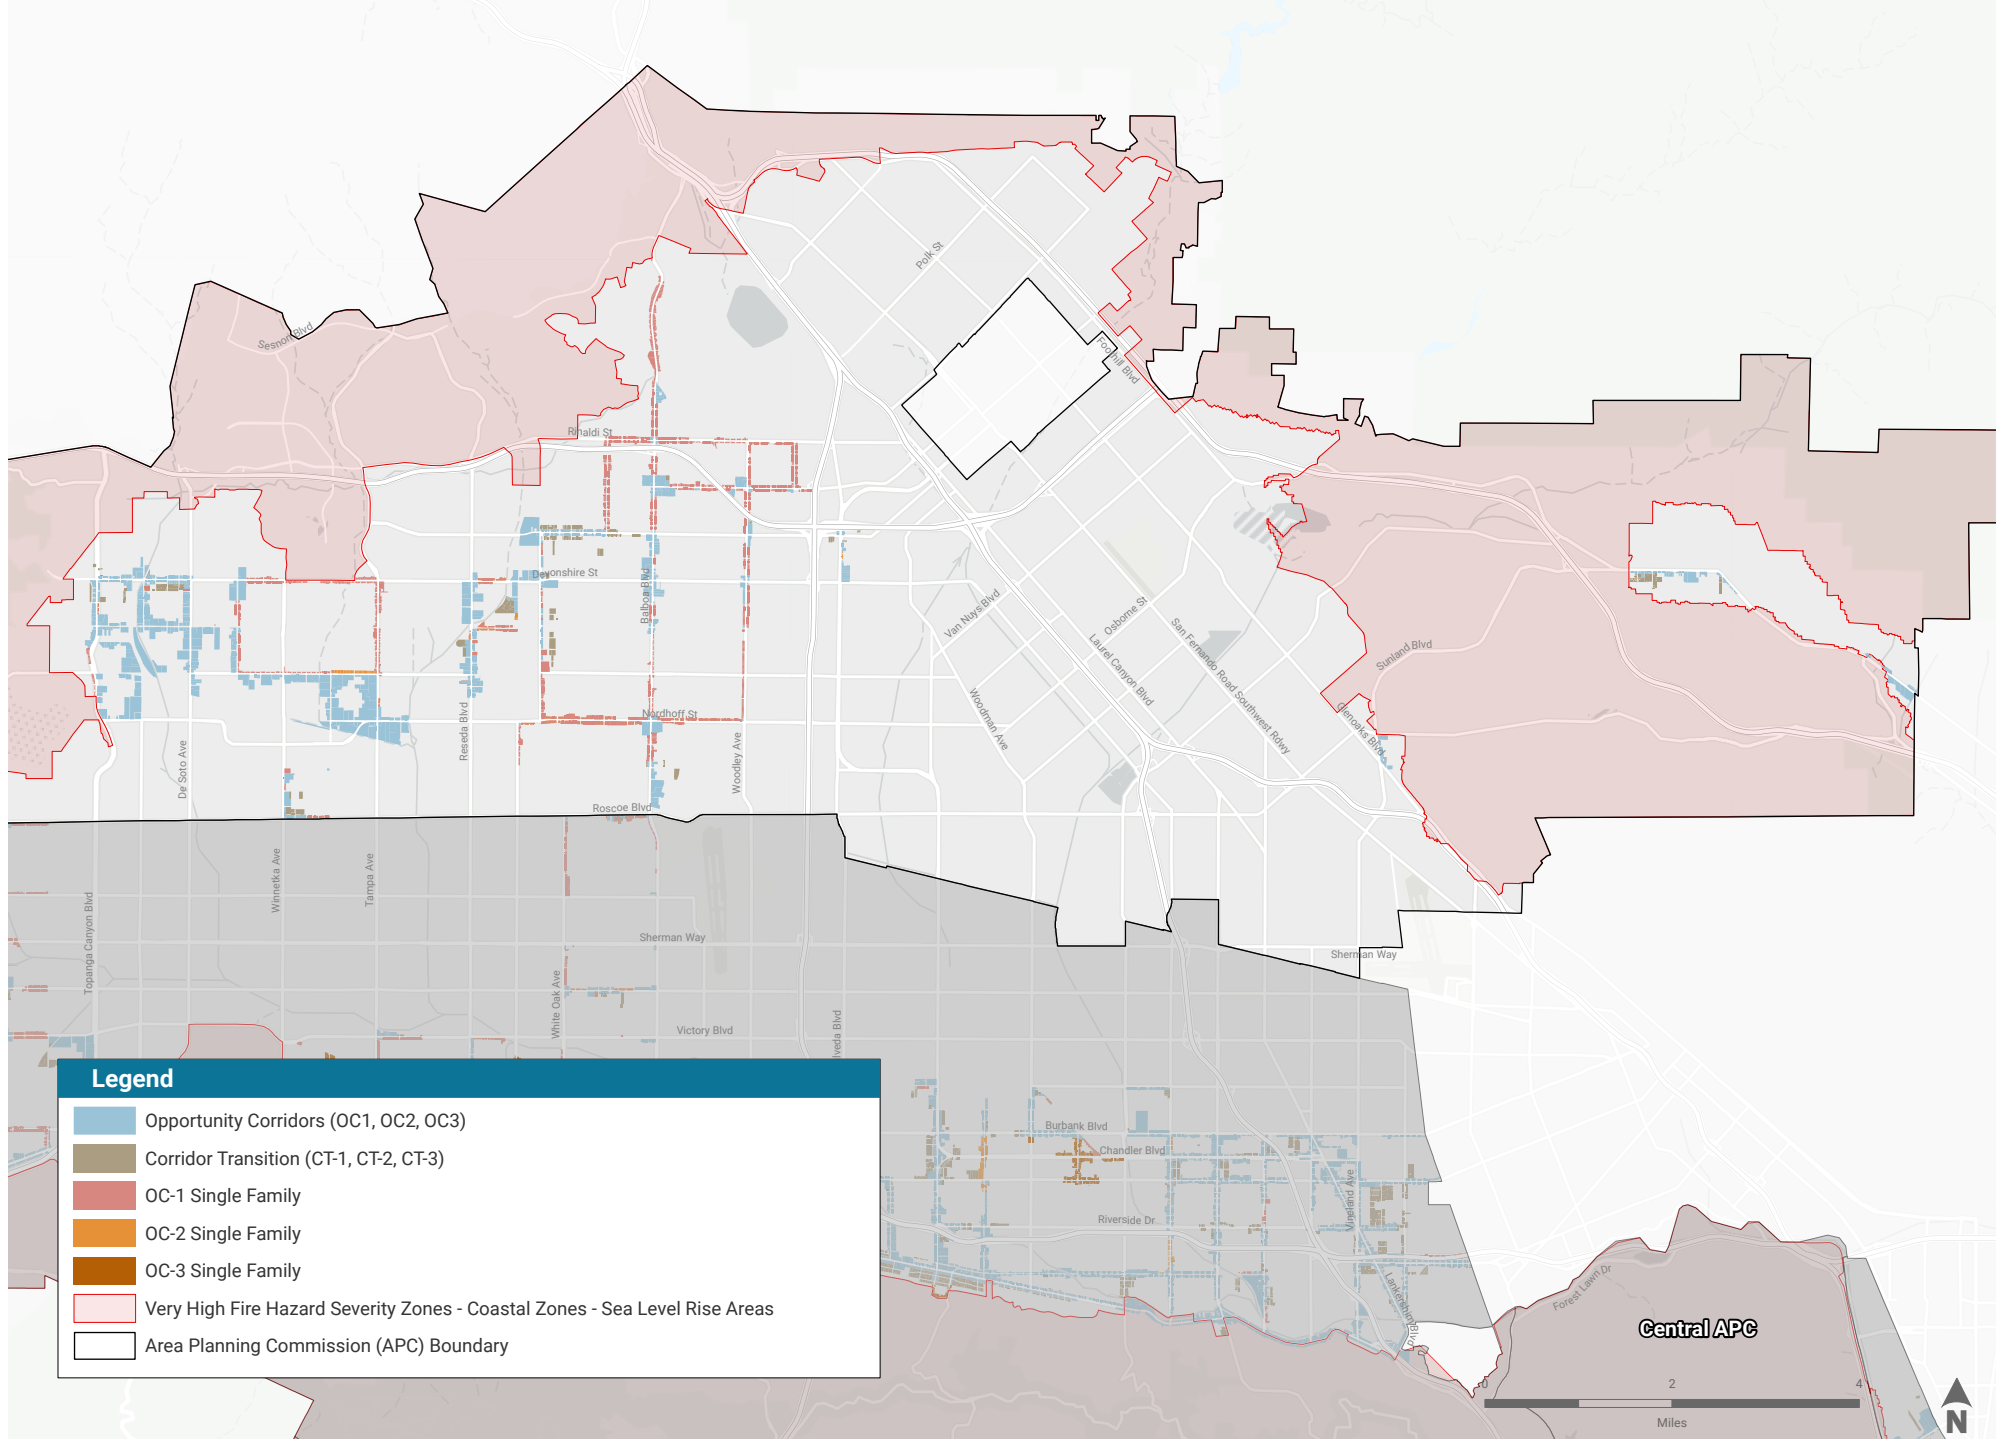 Sesnon Blvd
Polk St
Foothill Blvd
Rinaldi St
Devonshire St
Balboa Blvd
Van Nuys Blvd
Osborne St
Laurel Canyon Blvd
San Fernando Road Southwest Rdwy
Sunland Blvd
Glenoaks Blvd
Woodman Ave
Nordhoff St
Reseda Blvd
De Soto Ave
Woodley Ave
Roscoe Blvd
Winnetka Ave
Tampa Ave
Topanga Canyon Blvd
Sherman Way
Sherman Way
White Oak Ave
Victory Blvd
lveda Blvd
Burbank Blvd
Chandler Blvd
Vineland Ave
Riverside Dr
Lankershim Blvd
Forest Lawn Dr
Central APC
Legend
Opportunity Corridors (OC1, OC2, OC3)
Corridor Transition (CT-1, CT-2, CT-3)
OC-1 Single Family
OC-2 Single Family
OC-3 Single Family
Very High Fire Hazard Severity Zones - Coastal Zones - Sea Level Rise Areas
Area Planning Commission (APC) Boundary
0 2 4
Miles
N